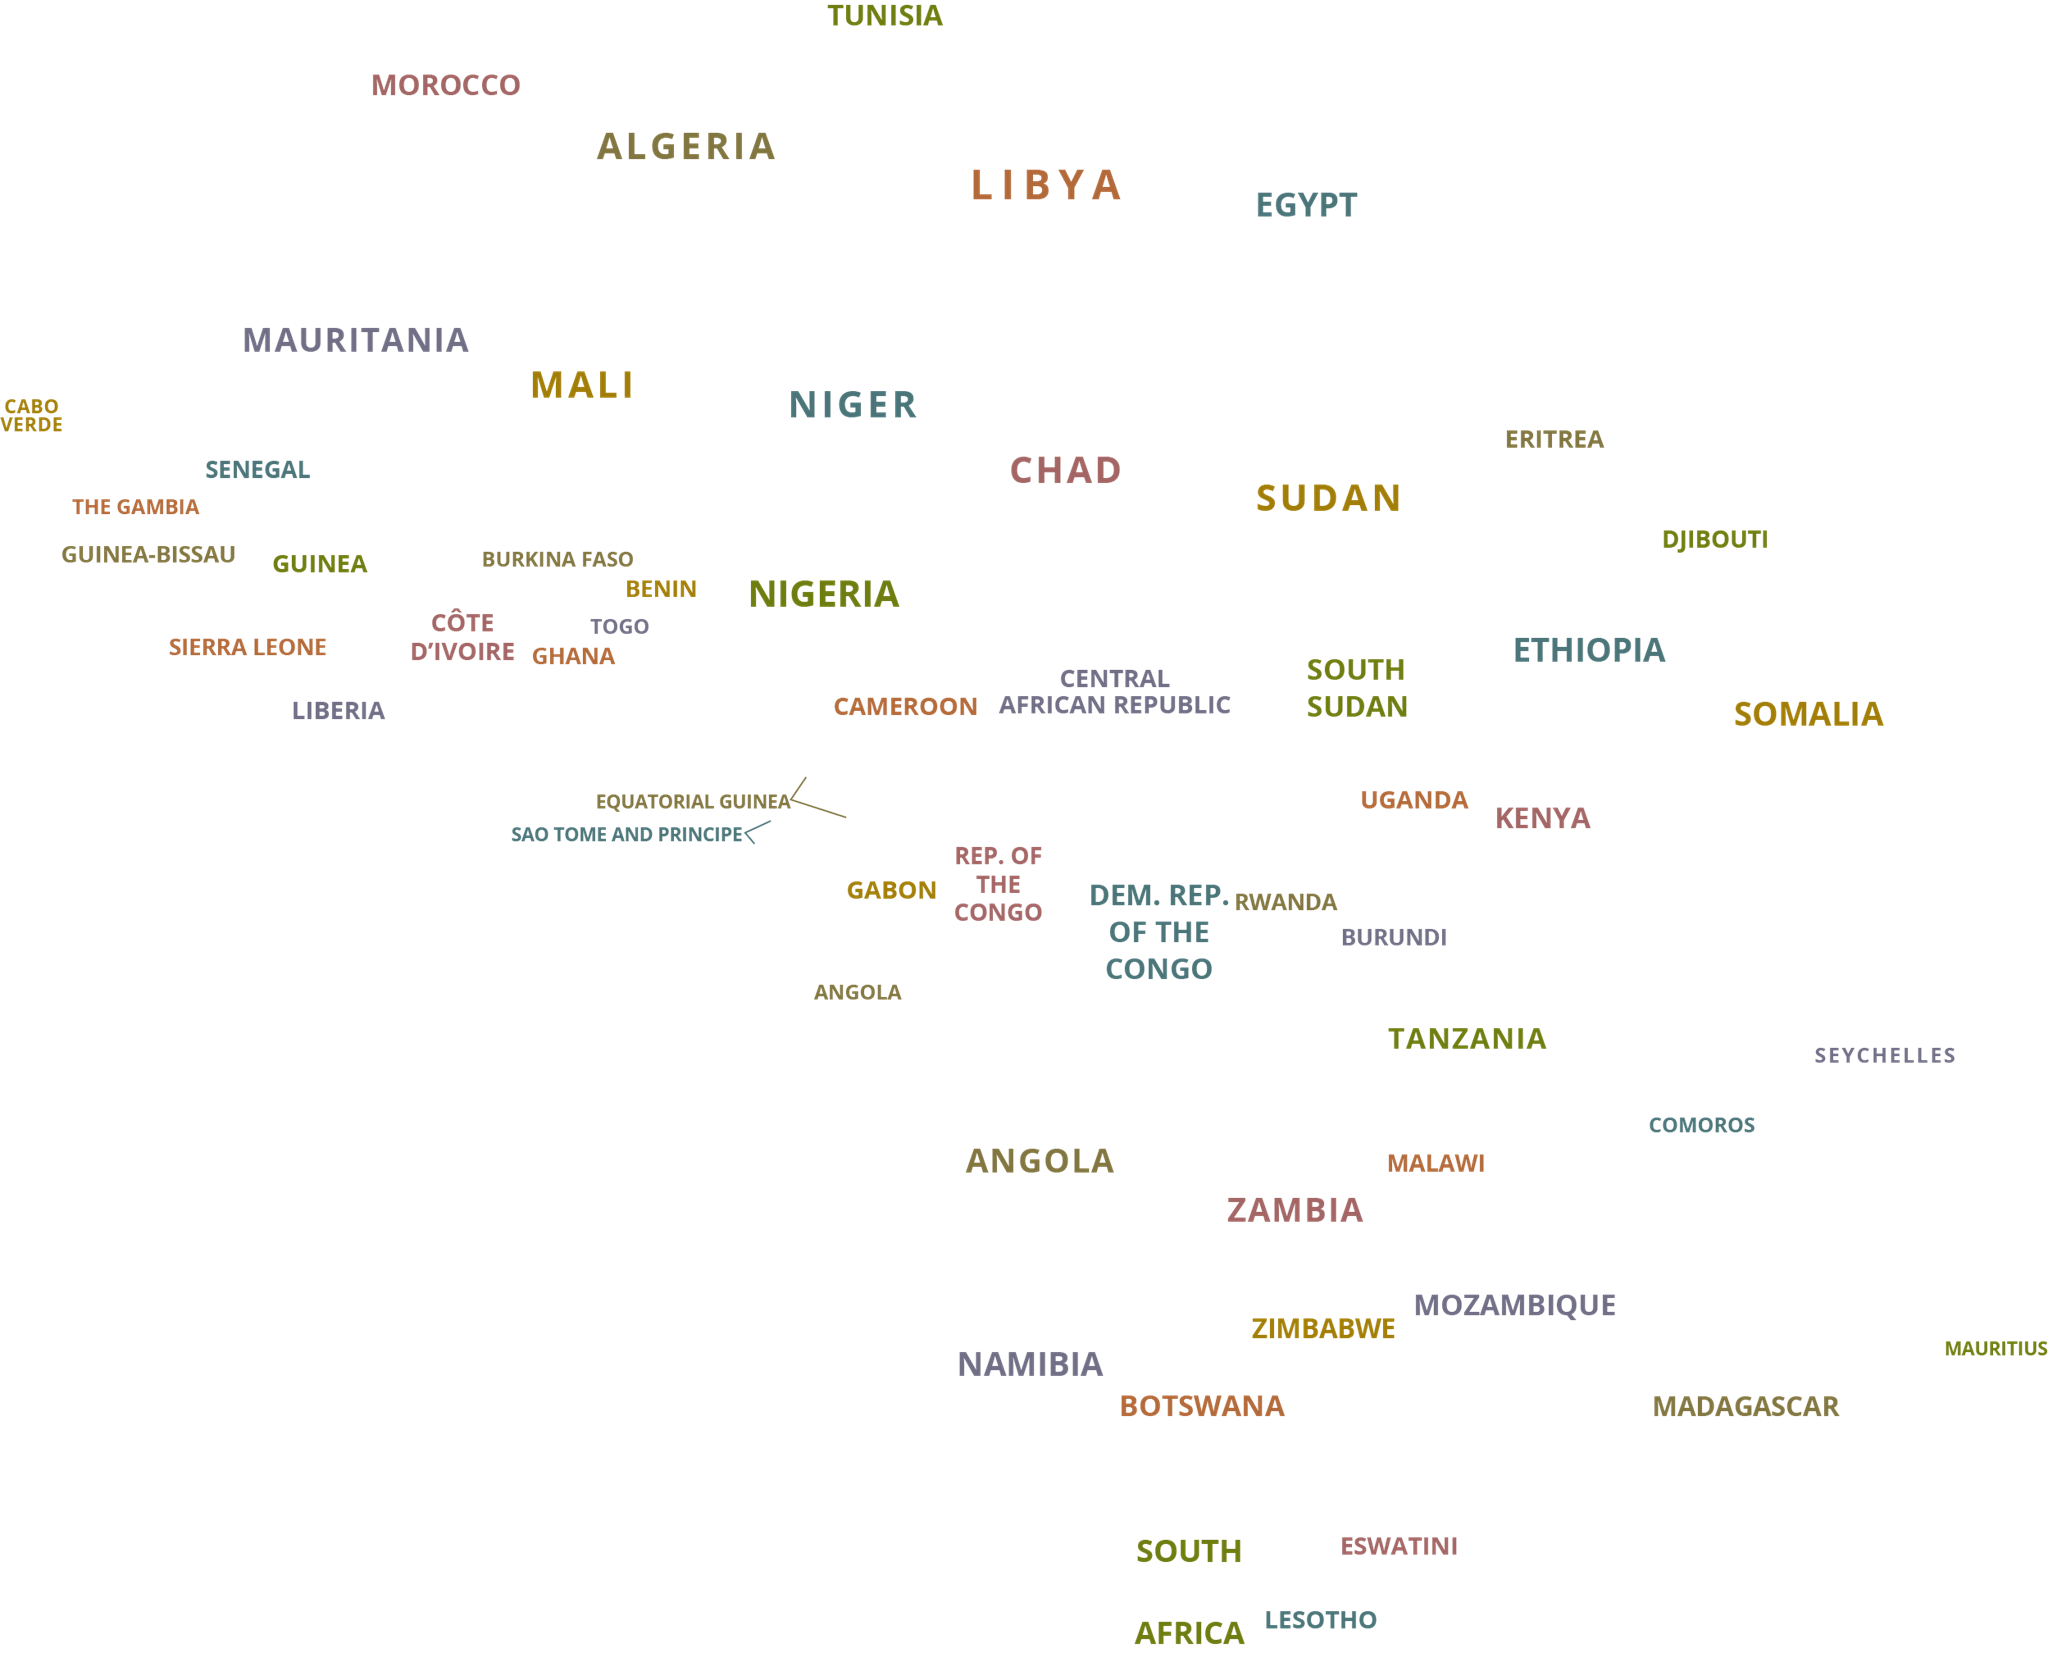 TUNISIA
MOROCCO
ALGERIA
LIBYA
EGYPT
MAURITANIA
MALI
NIGER
CABO
VERDE
ERITREA
SENEGAL
CHAD
SUDAN
THE GAMBIA
DJIBOUTI
GUINEA-BISSAU
GUINEA
BURKINA FASO
BENIN
NIGERIA
TOGO
CÔTE
D’IVOIRE
SIERRA LEONE
GHANA
ETHIOPIA
SOUTH
SUDAN
CENTRAL
AFRICAN REPUBLIC
CAMEROON
LIBERIA
SOMALIA
EQUATORIAL GUINEA
UGANDA
KENYA
SAO TOME AND PRINCIPE
REP. OF
THE
CONGO
GABON
DEM. REP.
OF THE
CONGO
RWANDA
BURUNDI
ANGOLA
TANZANIA
SEYCHELLES
COMOROS
ANGOLA
MALAWI
ZAMBIA
MOZAMBIQUE
ZIMBABWE
MAURITIUS
NAMIBIA
BOTSWANA
MADAGASCAR
SOUTH
AFRICA
ESWATINI
LESOTHO